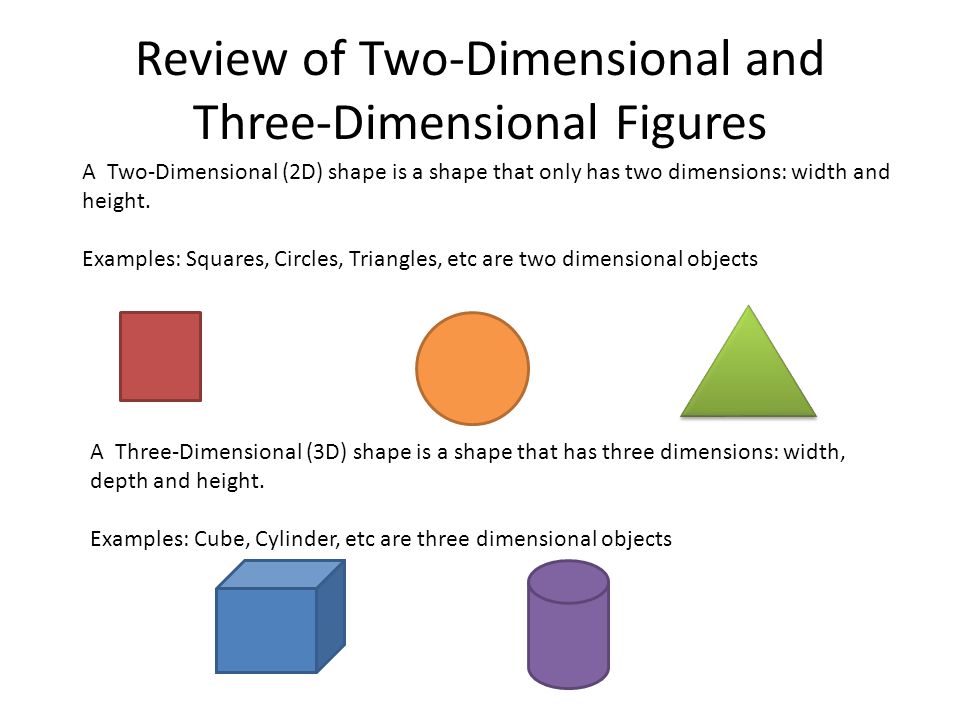 Review of Two-Dimensional and
Three-Dimensional Figures
A  Two-Dimensional (2D) shape is a shape that only has two dimensions: width and
height.
Examples: Squares, Circles, Triangles, etc are two dimensional objects
A  Three-Dimensional (3D) shape is a shape that has three dimensions: width,
depth and height.
Examples: Cube, Cylinder, etc are three dimensional objects